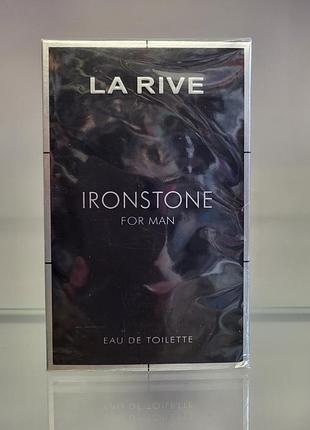 LA RIVE
IRONSTONE
FOR MAN
EAU DE TOILETTE